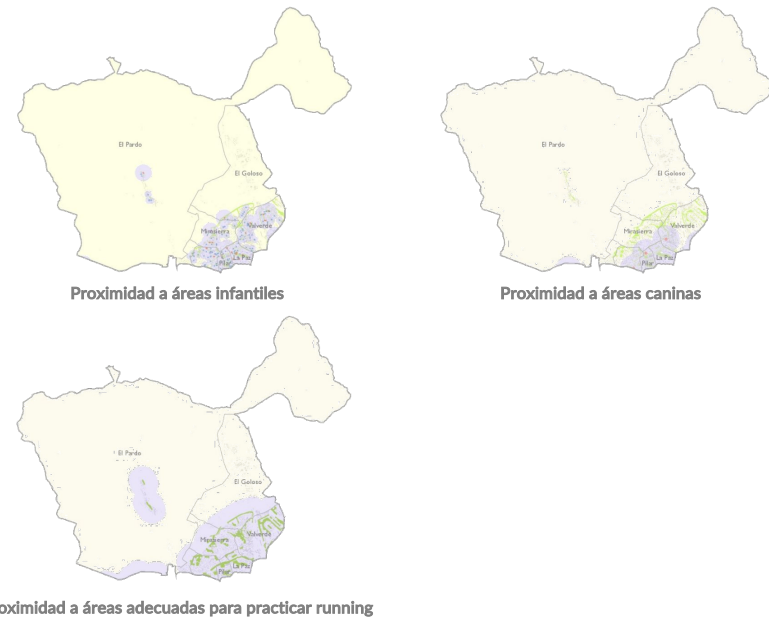 El Pardo
El Goloso
Mirasierra
Valverde
La Paz
Pilar
Proximidad a áreas infantiles
El Pardo
El Goloso
Mirasierra
Valverde
La Paz
Pilar
Proximidad a áreas caninas
El Pardo
El Goloso
Mirasierra
Valverde
La Paz
Pilar
oximidad a áreas adecuadas para practicar running